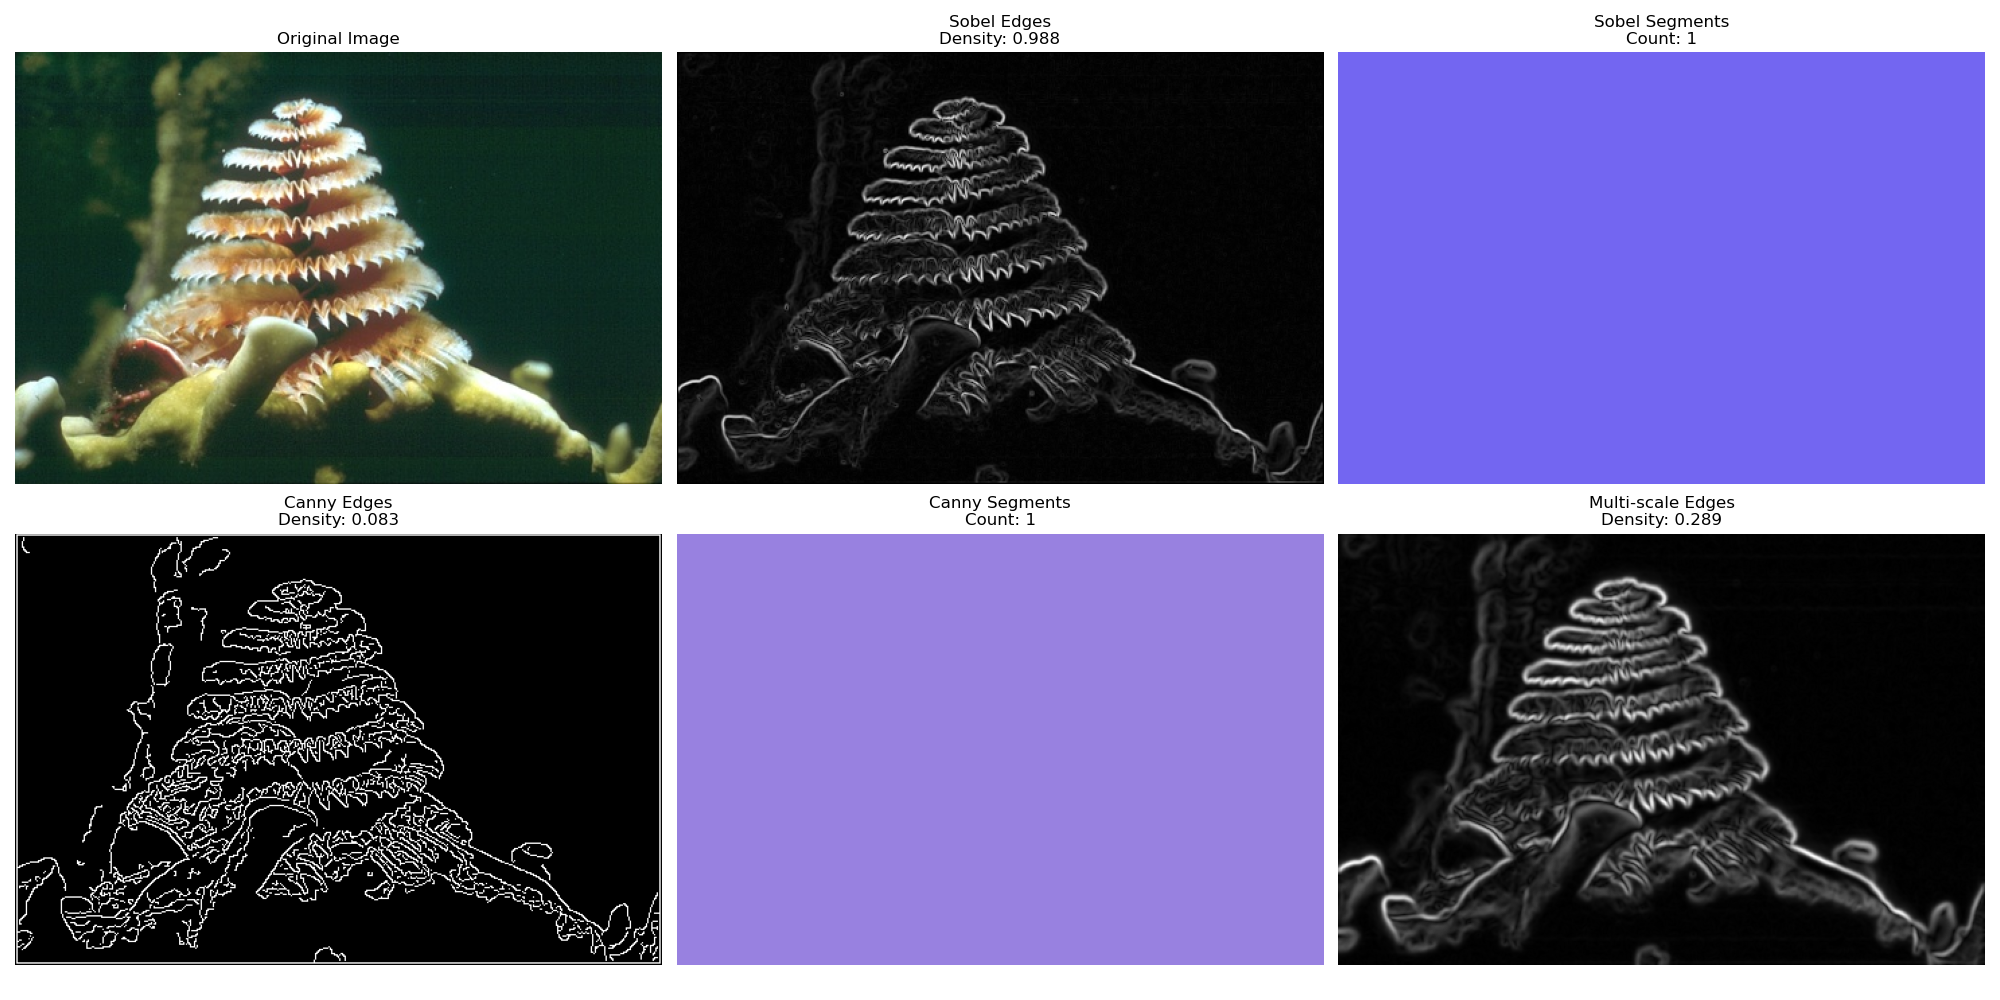 Original Image
Sobel Edges
Density: 0.988
Sobel Segments
Count: 1
Canny Edges
Density: 0.083
Canny Segments
Count: 1
Multi-scale Edges
Density: 0.289